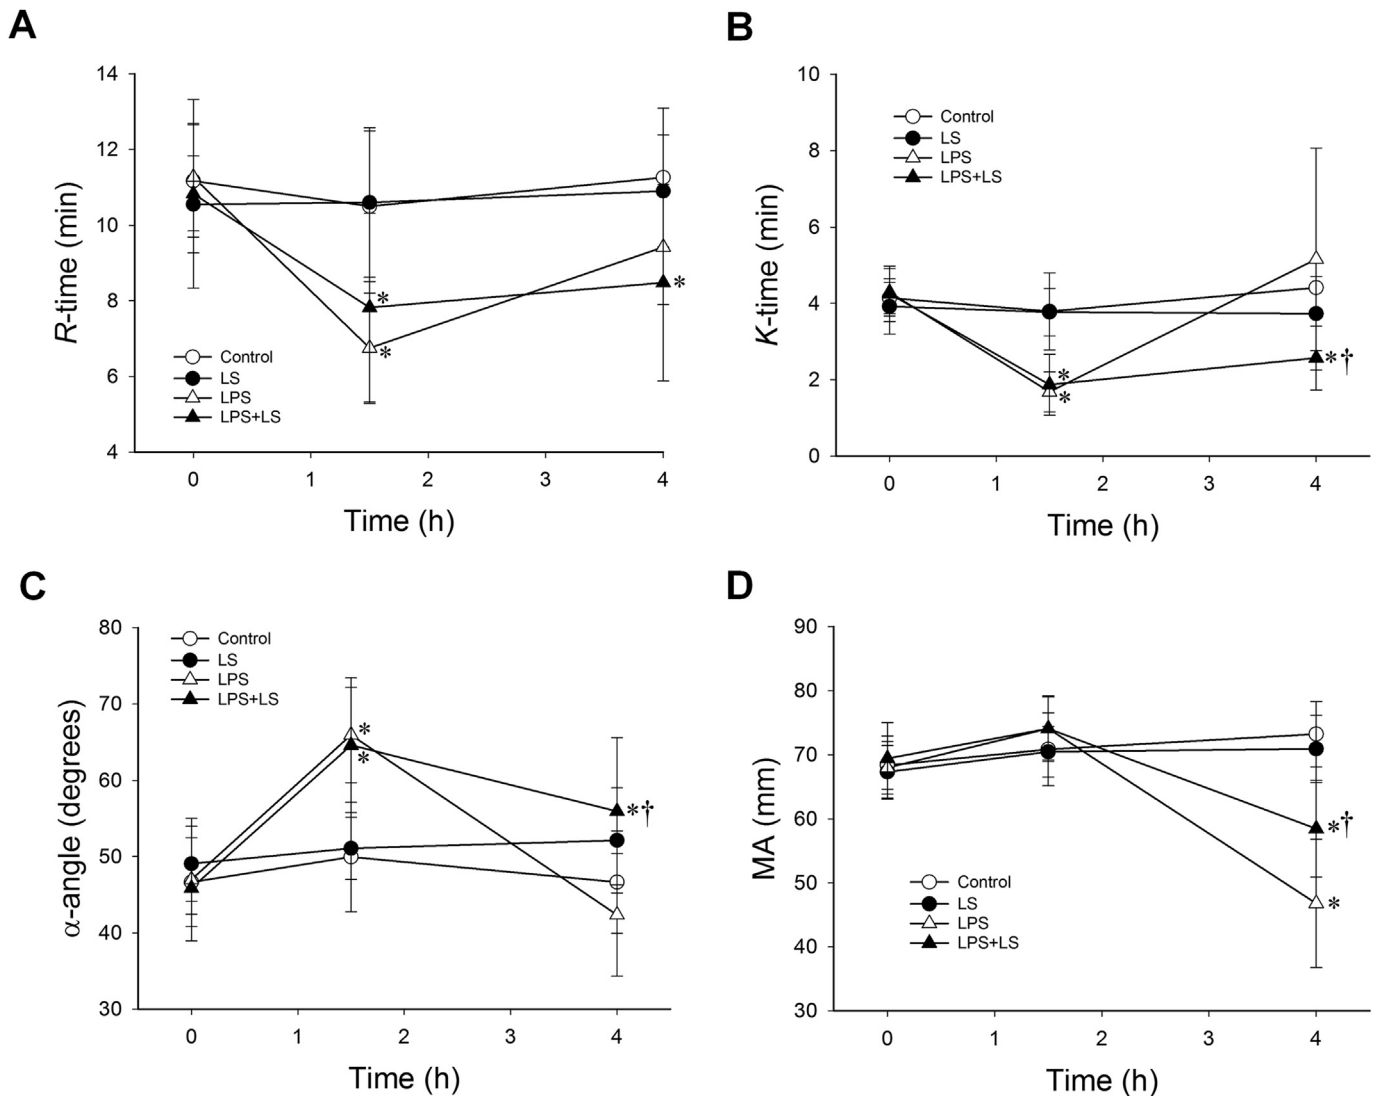 A
R-time (min)
14
12
10
8
6
4
*
*
*
Control
LS
LPS
LPS+LS
0 1 2 3 4
Time (h)
B
K-time (min)
10
8
6
4
2
0
Control
LS
LPS
LPS+LS
*
*
*†
0 1 2 3 4
Time (h)
C
α-angle (degrees)
80
70
60
50
40
30
Control
LS
LPS
LPS+LS
*
*
*†
0 1 2 3 4
Time (h)
D
MA (mm)
90
80
70
60
50
40
30
*†
*
Control
LS
LPS
LPS+LS
0 1 2 3 4
Time (h)